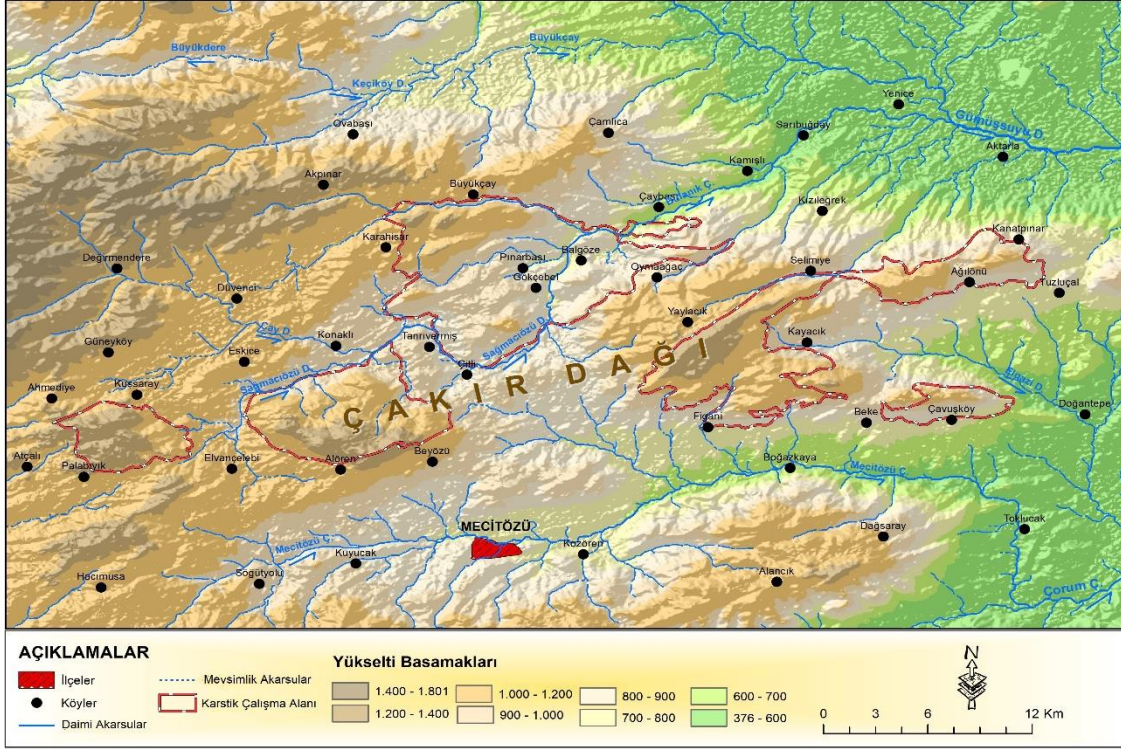 Büyükdere
Büyükçay
Keçiköy D.
Yenice
Ovabaşı
Çamlıca
Sarıbuğday
Gümüşsuyu D.
Aktarla
Kamışlı
Akpınar
Büyükçay
Kızıleğrek
Karahisar
Kanatpınar
Değirmendere
Pınarbaşı
Balgöze
Oymaağaç
Selimiye
Gökçebel
Ağılönü
Tuzluçal
Düvenci
Yaylacık
Çay D.
Konaklı
Tanrıvermiş
Sağmacıözü D.
Kayacık
Güneyköy
Eskice
Çitli
ÇAKIR DAĞI
Ahmediye
Kussaray
Sağmacıözü D.
Doğantepe
Figani
Beke
Çavuşköy
Atçalı
Palabıyık
Elvançelebi
Alören
Beyözü
Boğazkaya
Mecitözü Ç.
MECİTÖZÜ
Dağsaray
Toklucak
Mecitözü Ç.
Kuyucak
Kozören
Hacımusa
Söğütyolu
Alancık
Çorum Ç.
AÇIKLAMALAR
İlçeler
Köyler
Daimi Akarsular
Mevsimlik Akarsular
Karstik Çalışma Alanı
Yükselti Basamakları
1.400 - 1.801
1.000 - 1.200
800 - 900
600 - 700
1.200 - 1.400
900 - 1.000
700 - 800
376 - 600
N
0 3 6 12 Km